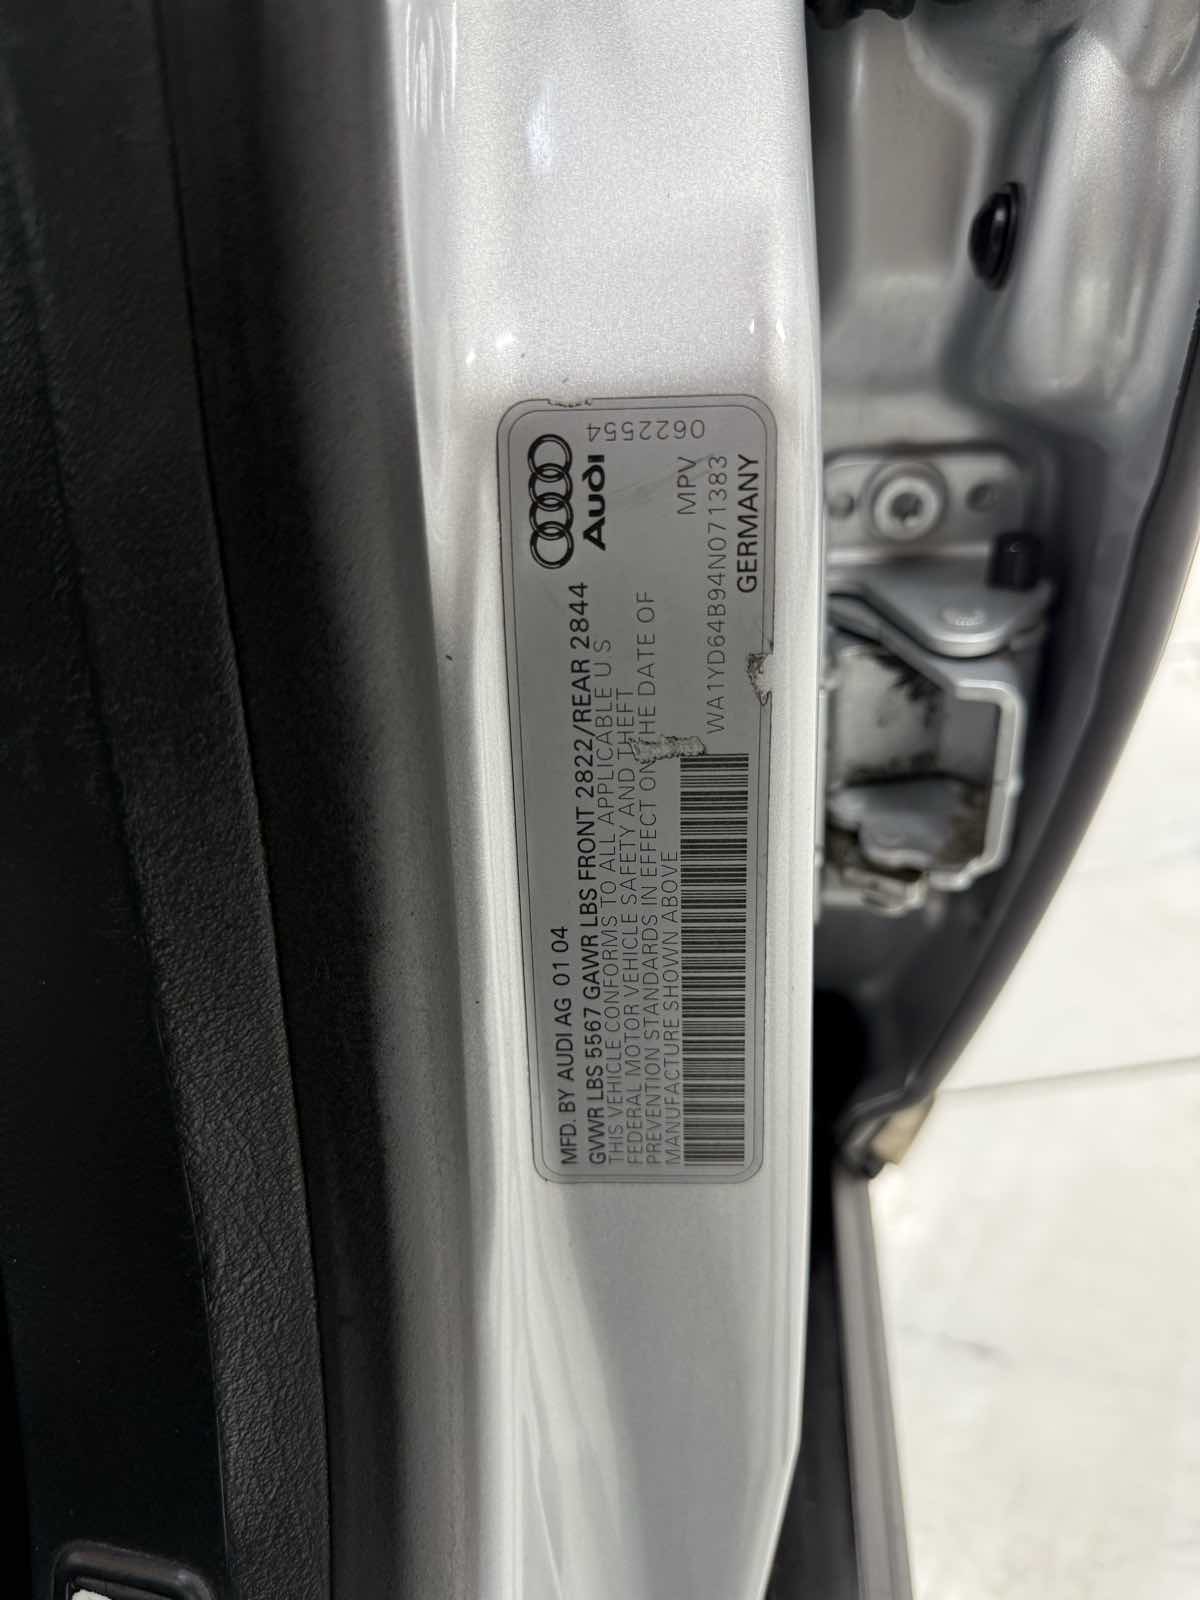 Audi
MFD. BY AUDI AG 01 04
GVWR LBS 5567 GAWR LBS FRONT 2822/REAR 2844
THIS VEHICLE CONFORMS TO ALL APPLICABLE U S
FEDERAL MOTOR VEHICLE SAFETY AND THEFT
PREVENTION STANDARDS IN EFFECT ON THE DATE OF
MANUFACTURE SHOWN ABOVE
MPV
WA1YD64B94N071383
GERMANY
0622554